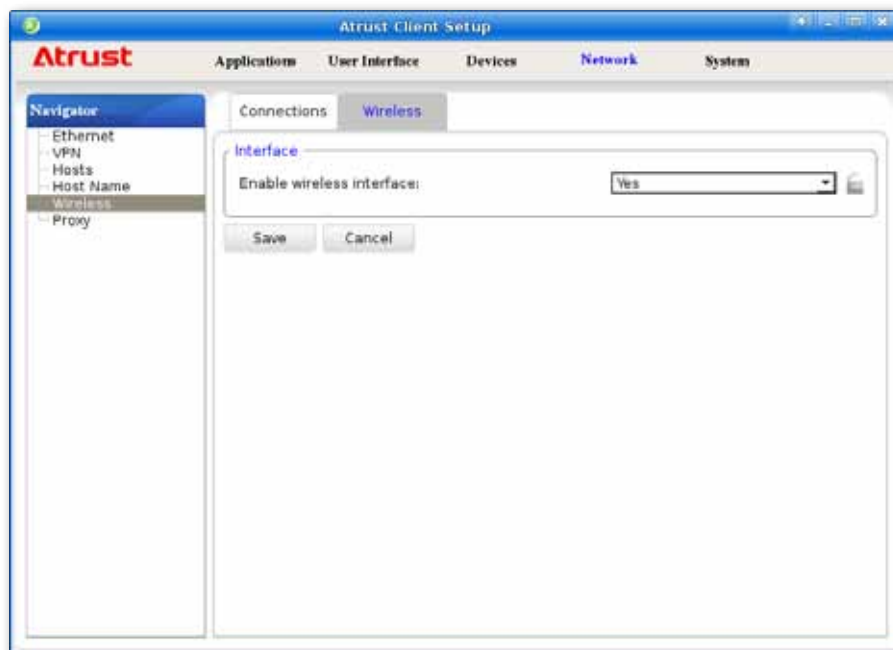 Atrust Client Setup
Atrust
Applications User Interface Devices Network System
Navigator
Ethernet
VPN
Hosts
Host Name
Wireless
Proxy
Connections Wireless
Interface
Enable wireless interface: Yes
Save Cancel